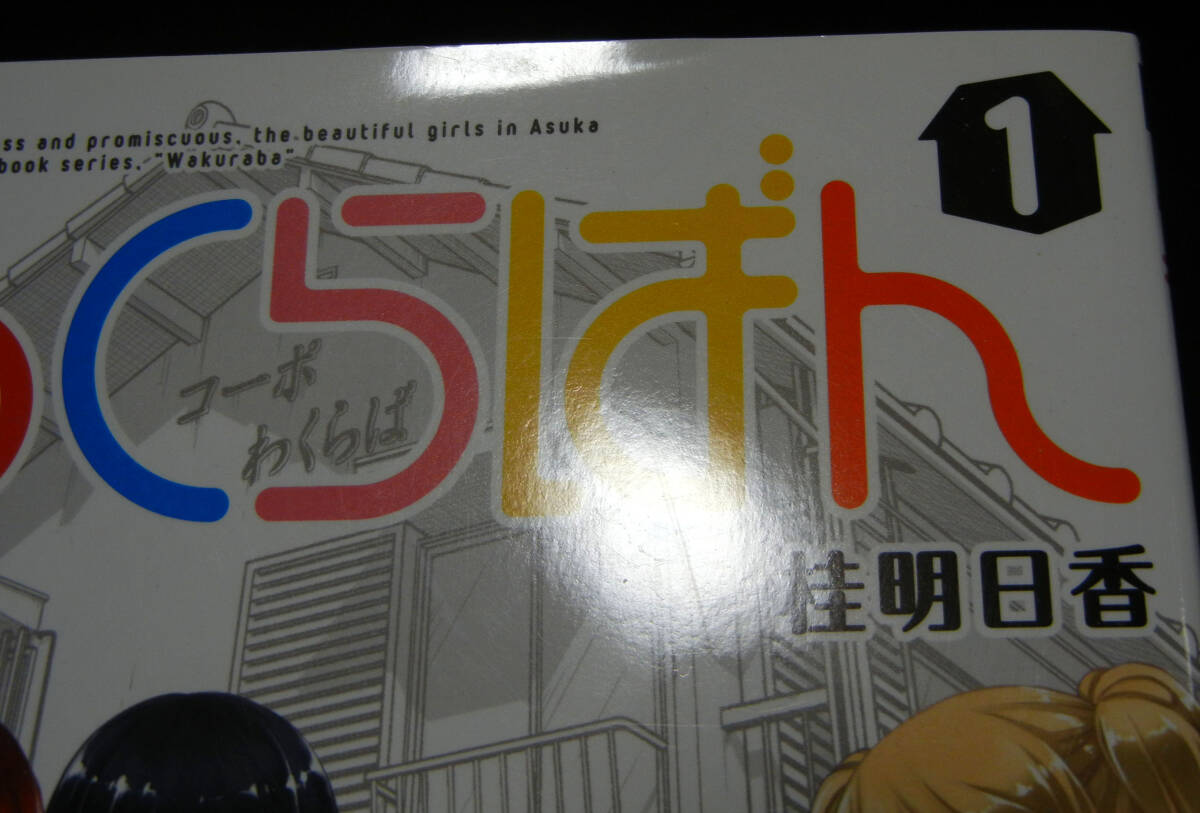 ss and promiscuous, the beautiful girls in Asuka
book series, "Wakuraba"
1
くらばん
コーポ
わくらば
桂明日香